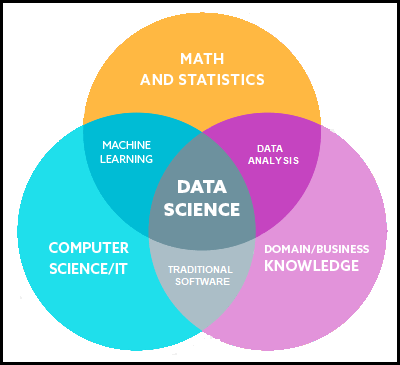 MATH
AND STATISTICS
MACHINE
LEARNING
DATA
ANALYSIS
DATA
SCIENCE
COMPUTER
SCIENCE/IT
DOMAIN/BUSINESS
KNOWLEDGE
TRADITIONAL
SOFTWARE